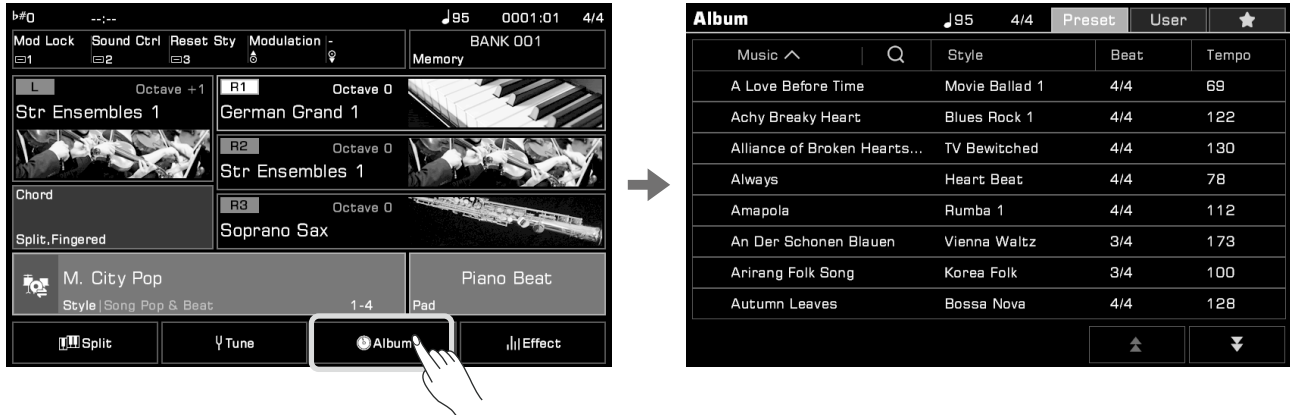 b#0 --:-- ♩95 0001:01 4/4
Mod Lock Sound Ctrl Reset Sty Modulation - BANK 001
1 2 3 Memory
L Octave +1
Str Ensembles 1
R1 Octave 0
German Grand 1
R2 Octave 0
Str Ensembles 1
Chord
Split,Fingered
R3 Octave 0
Soprano Sax
M. City Pop
Style|Song Pop & Beat 1-4
Piano Beat
Pad
Split Tune Album Effect
Album ♩95 4/4 Preset User ★
Music Style Beat Tempo
A Love Before Time Movie Ballad 1 4/4 69
Achy Breaky Heart Blues Rock 1 4/4 122
Alliance of Broken Hearts... TV Bewitched 4/4 130
Always Heart Beat 4/4 78
Amapola Rumba 1 4/4 112
An Der Schonen Blauen Vienna Waltz 3/4 173
Arirang Folk Song Korea Folk 3/4 100
Autumn Leaves Bossa Nova 4/4 128